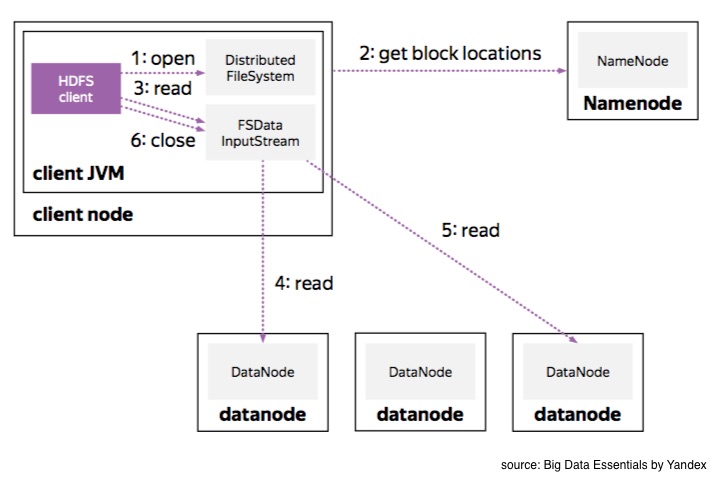 1: open
Distributed
FileSystem
2: get block locations
NameNode
Namenode
HDFS
client
3: read
FSData
InputStream
6: close
client JVM
client node
5: read
4: read
DataNode
datanode
DataNode
datanode
DataNode
datanode
source: Big Data Essentials by Yandex